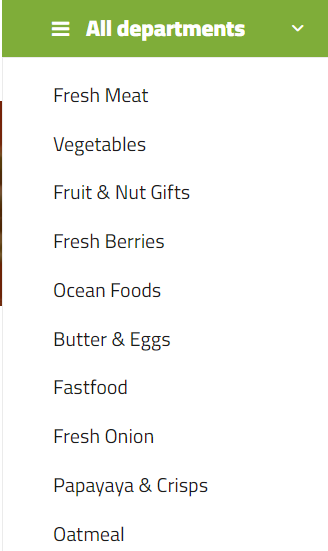 All departments
Fresh Meat
Vegetables
Fruit & Nut Gifts
Fresh Berries
Ocean Foods
Butter & Eggs
Fastfood
Fresh Onion
Papayaya & Crisps
Oatmeal